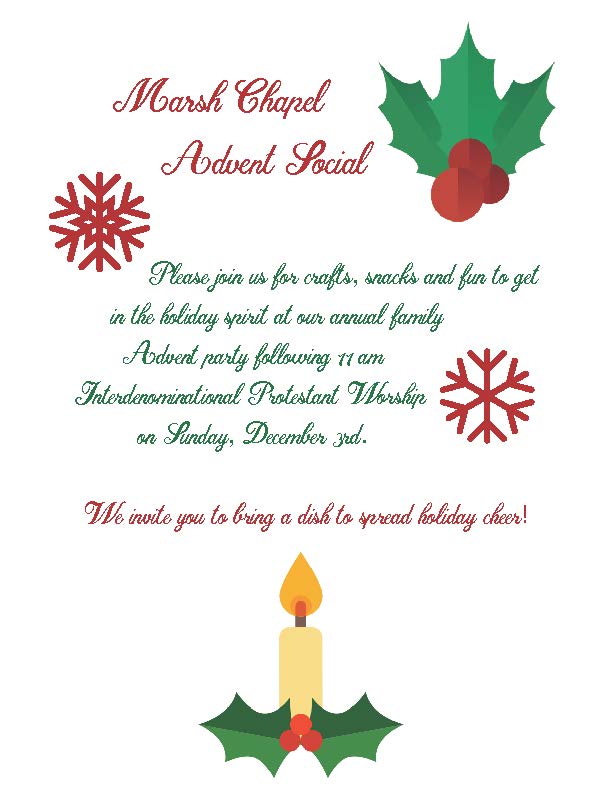 Marsh Chapel
Advent Social
Please join us for crafts, snacks and fun to get
in the holiday spirit at our annual family
Advent party following 11 am
Interdenominational Protestant Worship
on Sunday, December 3rd.
We invite you to bring a dish to spread holiday cheer!